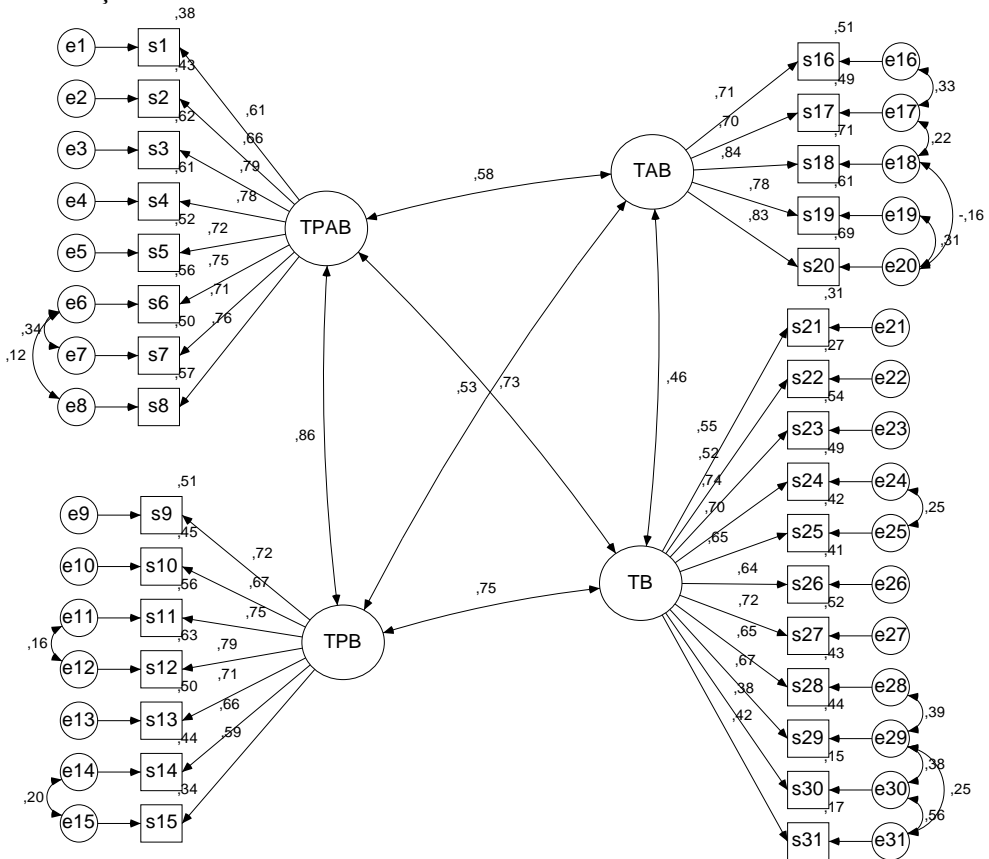 ,38
e1 s1
,43
e2 s2
,62
e3 s3
,61
e4 s4
,52
e5 s5
,56
e6 s6
,50
e7 s7
,57
e8 s8
,34
,12
,61
,66
,79
,78
,72
,75
,71
,76
TPAB
,58
TAB
,71
,70
,84
,78
,83
,51
s16 e16
,49
s17 e17
,71
s18 e18
,61
s19 e19
,69
s20 e20
,33
,22
-,16
,31
,86
,53
,73
,46
,75
,51
e9 s9
,45
e10 s10
,56
e11 s11
,63
e12 s12
,50
e13 s13
,44
e14 s14
,34
e15 s15
,16
,20
,72
,67
,75
,79
,71
,66
,59
TPB
TB
,55
,52
,74
,70
,65
,64
,72
,65
,67
,38
,42
,31
s21 e21
,27
s22 e22
,54
s23 e23
,49
s24 e24
,42
s25 e25
,41
s26 e26
,52
s27 e27
,43
s28 e28
,44
s29 e29
,15
s30 e30
,17
s31 e31
,25
,39
,38
,25
,56